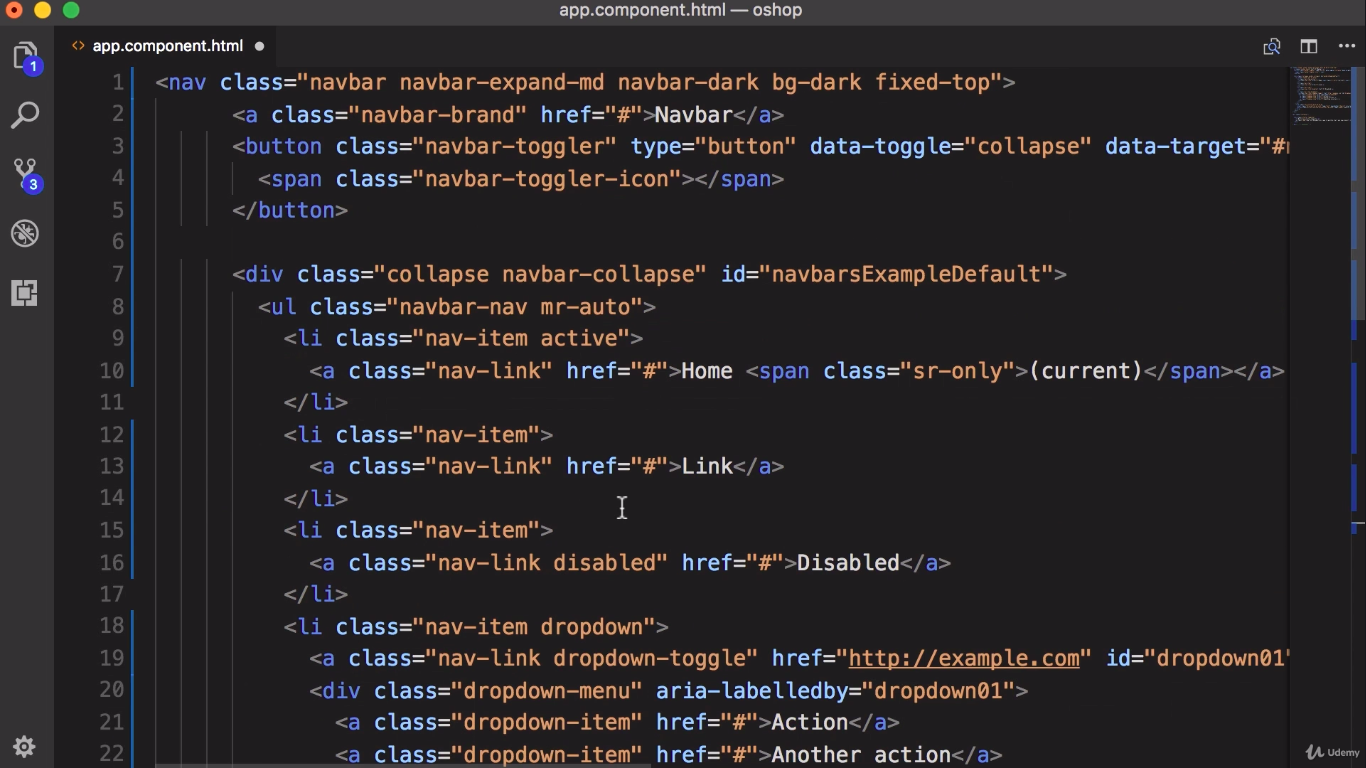 app.component.html — oshop
<> app.component.html
1
3
1 <nav class="navbar navbar-expand-md navbar-dark bg-dark fixed-top">
2 <a class="navbar-brand" href="#">Navbar</a>
3 <button class="navbar-toggler" type="button" data-toggle="collapse" data-target="#
4 <span class="navbar-toggler-icon"></span>
5 </button>
6
7 <div class="collapse navbar-collapse" id="navbarsExampleDefault">
8 <ul class="navbar-nav mr-auto">
9 <li class="nav-item active">
10 <a class="nav-link" href="#">Home <span class="sr-only">(current)</span></a>
11 </li>
12 <li class="nav-item">
13 <a class="nav-link" href="#">Link</a>
14 </li>
15 <li class="nav-item">
16 <a class="nav-link disabled" href="#">Disabled</a>
17 </li>
18 <li class="nav-item dropdown">
19 <a class="nav-link dropdown-toggle" href="http://example.com" id="dropdown01"
20 <div class="dropdown-menu" aria-labelledby="dropdown01">
21 <a class="dropdown-item" href="#">Action</a>
22 <a class="dropdown-item" href="#">Another action</a>
Udemy